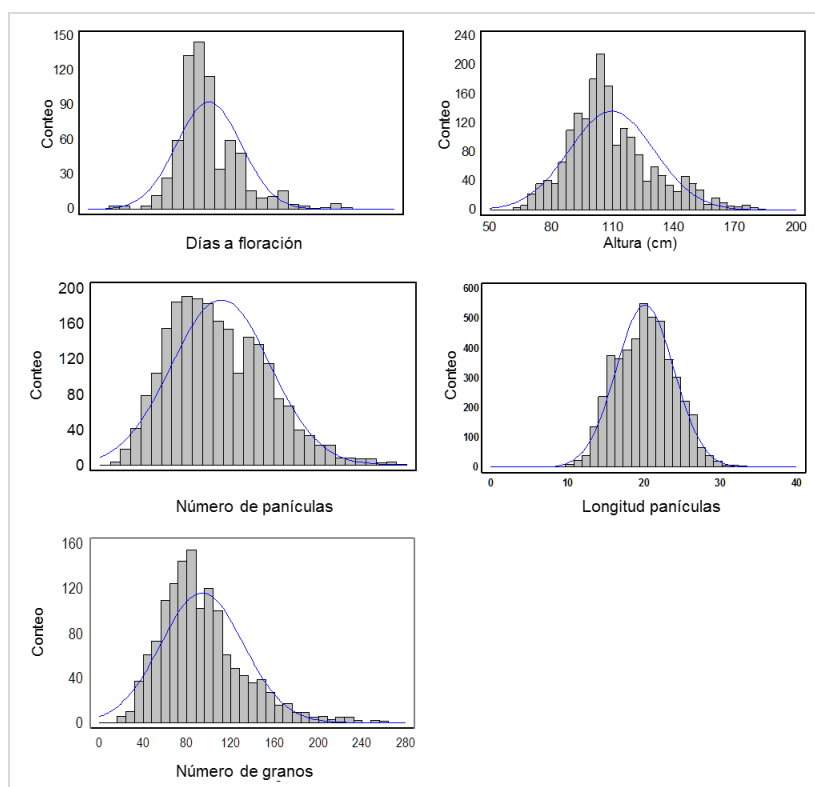 150
120
90
60
30
0
Conteo
Días a floración
240
200
160
120
80
40
0
Conteo
50 80 110 140 170 200
Altura (cm)
200
160
120
80
40
0
Conteo
Número de panículas
600
500
400
300
200
100
0
Conteo
0 10 20 30 40
Longitud panículas
160
120
80
40
0
Conteo
0 40 80 120 160 200 240 280
Número de granos